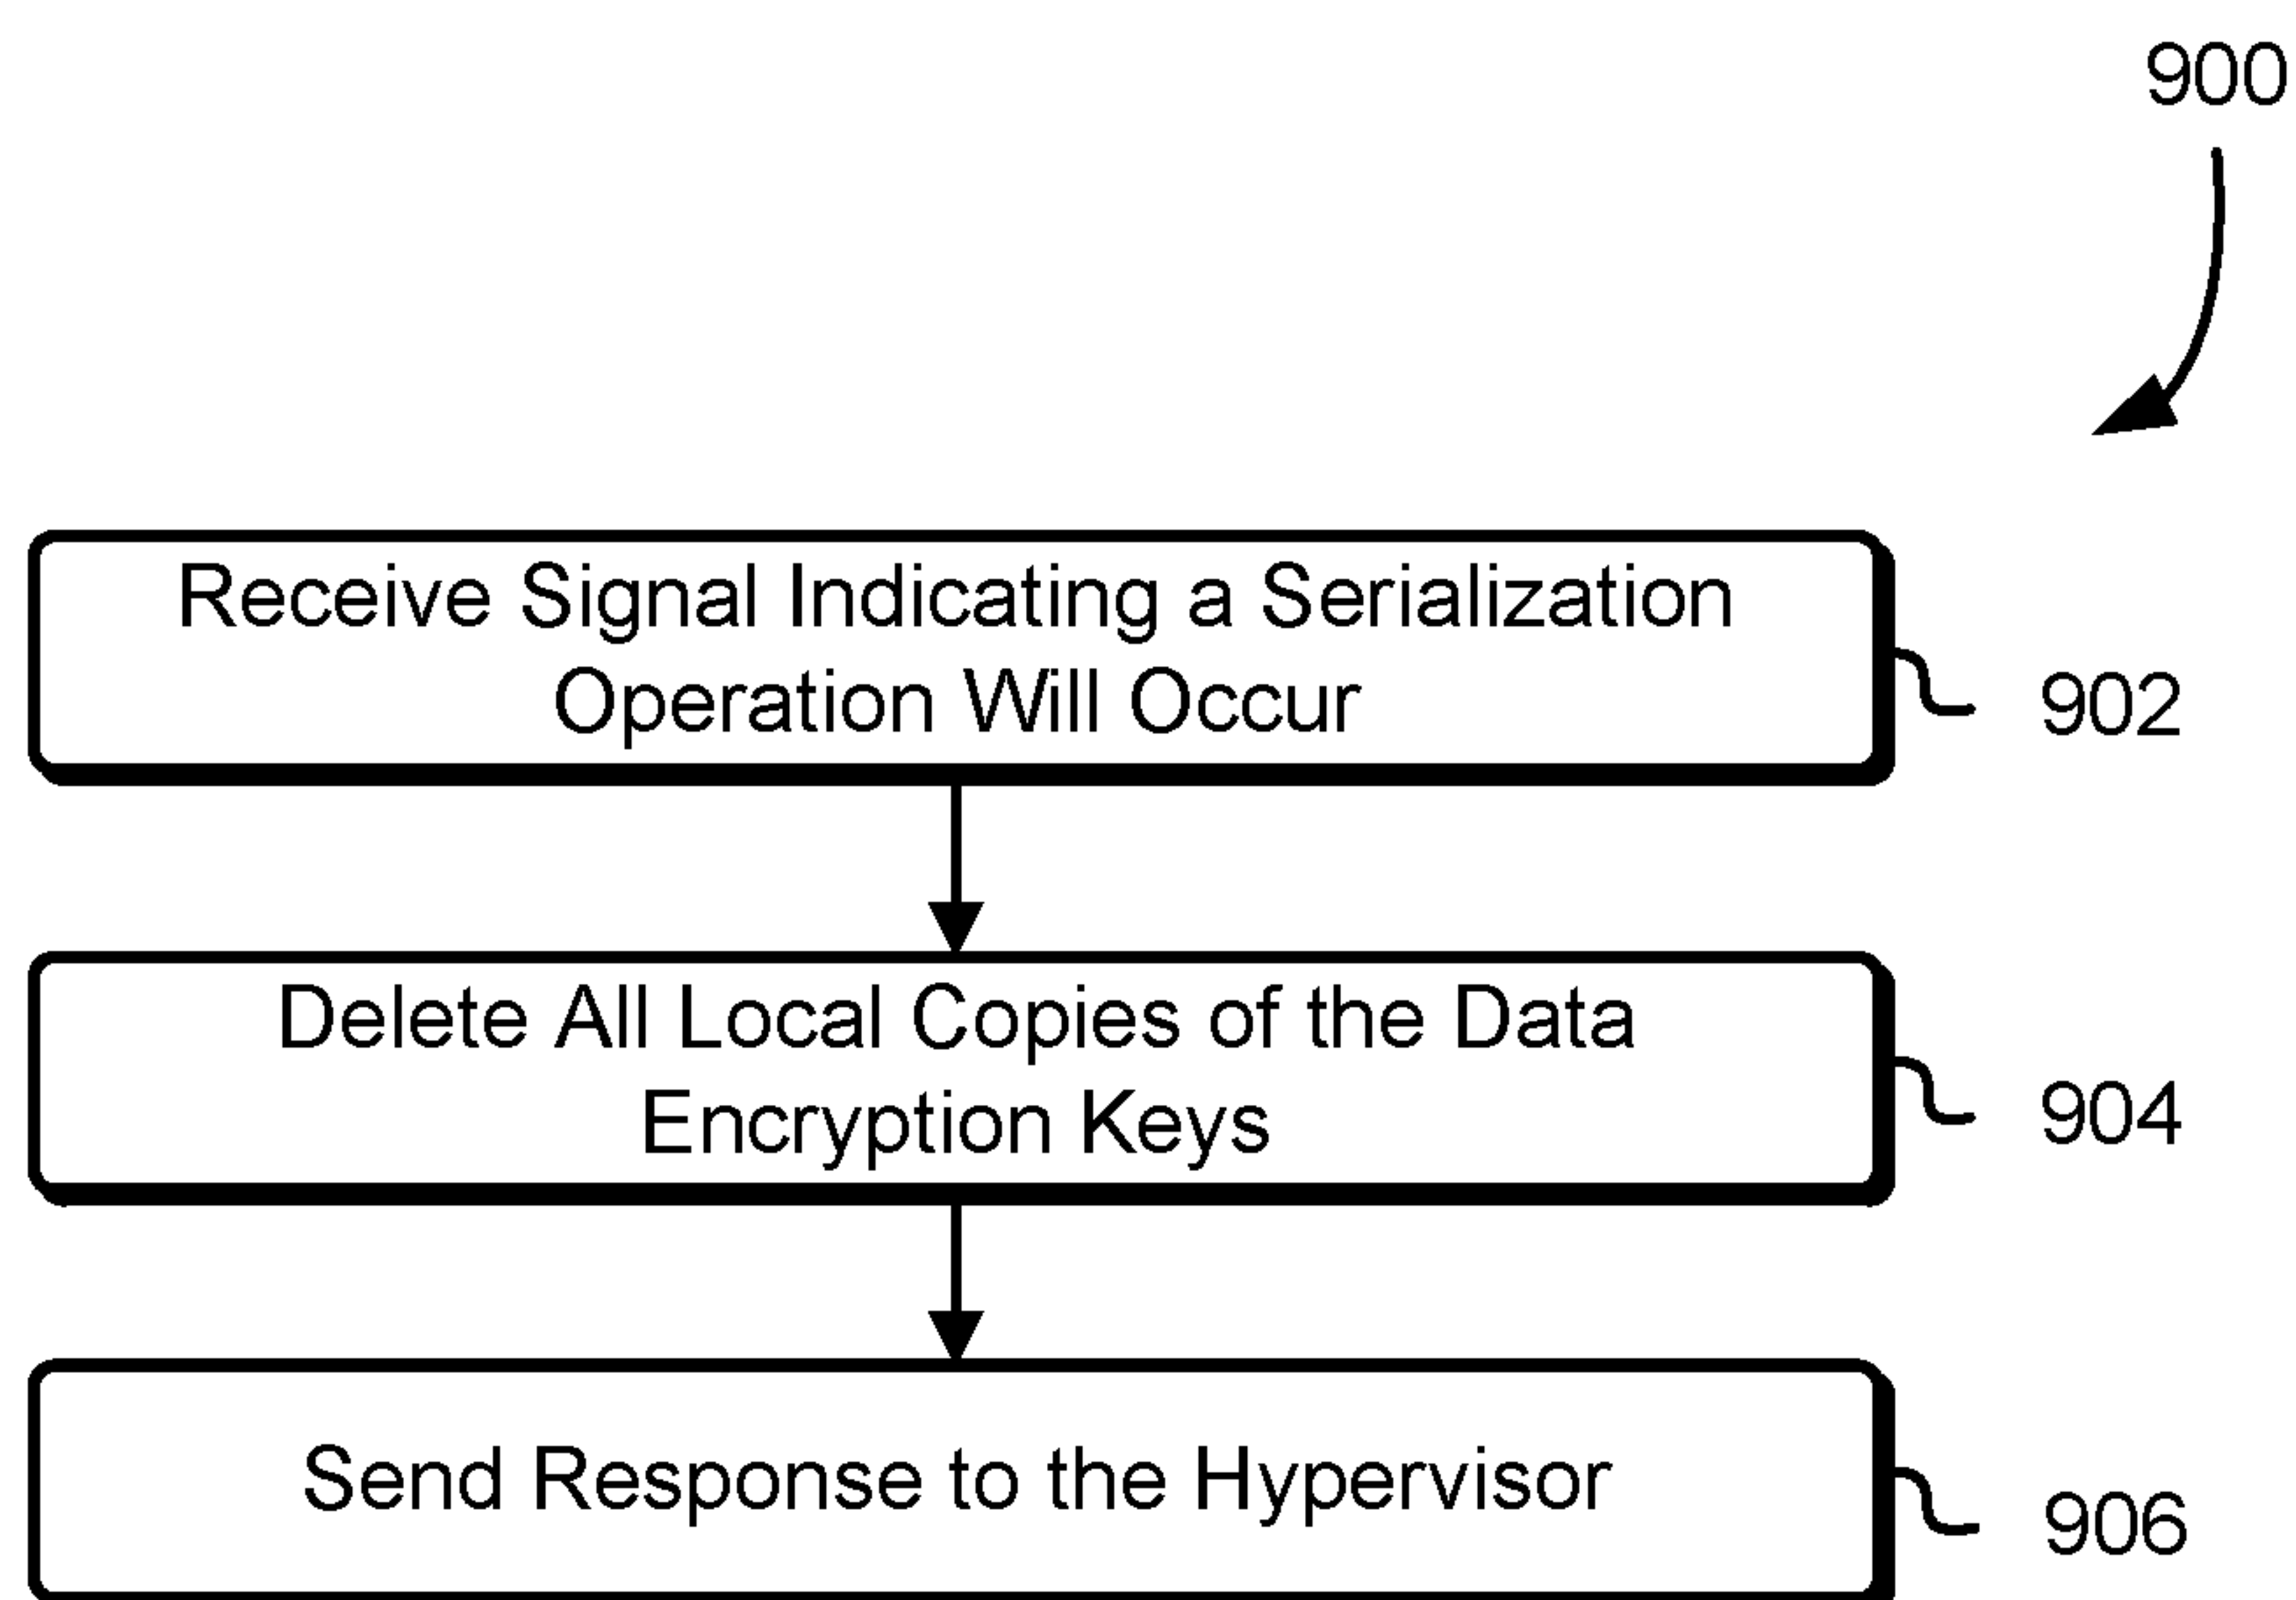 900
Receive Signal Indicating a Serialization
Operation Will Occur
902
Delete All Local Copies of the Data
Encryption Keys
904
Send Response to the Hypervisor
906